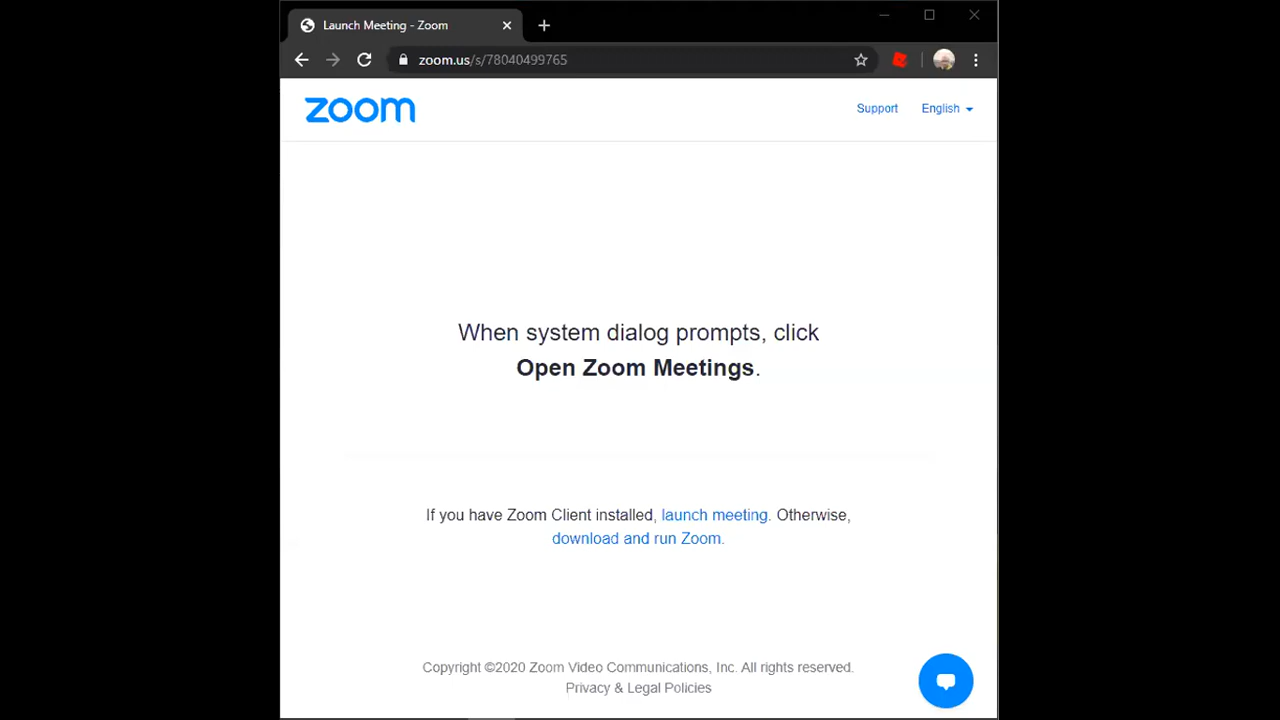 Launch Meeting - Zoom
zoom.us/s/78040499765
zoom
Support English
When system dialog prompts, click
Open Zoom Meetings.
If you have Zoom Client installed, launch meeting. Otherwise,
download and run Zoom.
Copyright ©2020 Zoom Video Communications, Inc. All rights reserved.
Privacy & Legal Policies